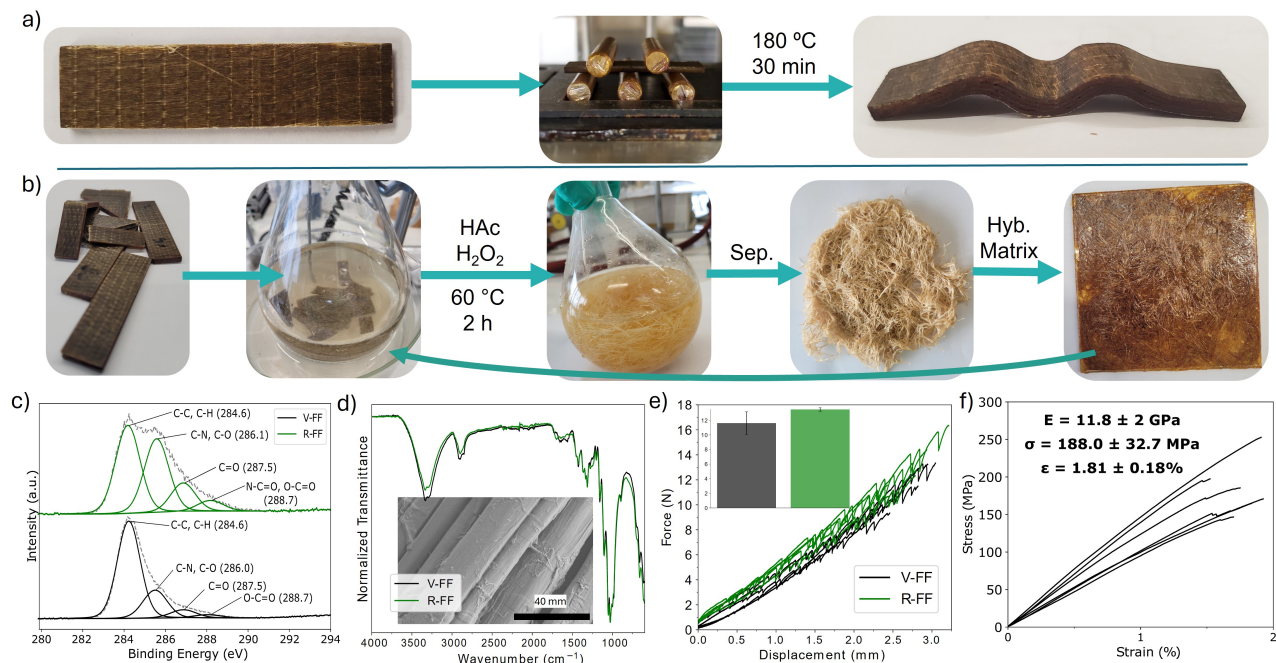 a)
180 ºC
30 min
b)
HAc
H₂O₂
60 °C
2 h
Sep.
Hyb.
Matrix
c)
C-C, C-H (284.6)
C-N, C-O (286.1)
C=O (287.5)
N-C=O, O-C=O
(288.7)
V-FF
R-FF
C-C, C-H (284.6)
C-N, C-O (286.0)
C=O (287.5)
O-C=O (288.7)
Intensity (a.u.)
280 282 284 286 288 290 292 294
Binding Energy (eV)
d)
Normalized Transmittance
V-FF
R-FF
40 mm
4000 3000 2000 1500 1000
Wavenumber (cm⁻¹)
e)
18
16
14
12
10
8
6
4
2
0
Force (N)
12
10
8
6
4
2
0
V-FF
R-FF
0.0 0.5 1.0 1.5 2.0 2.5 3.0
Displacement (mm)
f)
300
250
200
150
100
50
0
Stress (MPa)
E = 11.8 ± 2 GPa
σ = 188.0 ± 32.7 MPa
ε = 1.81 ± 0.18%
0 1 2
Strain (%)